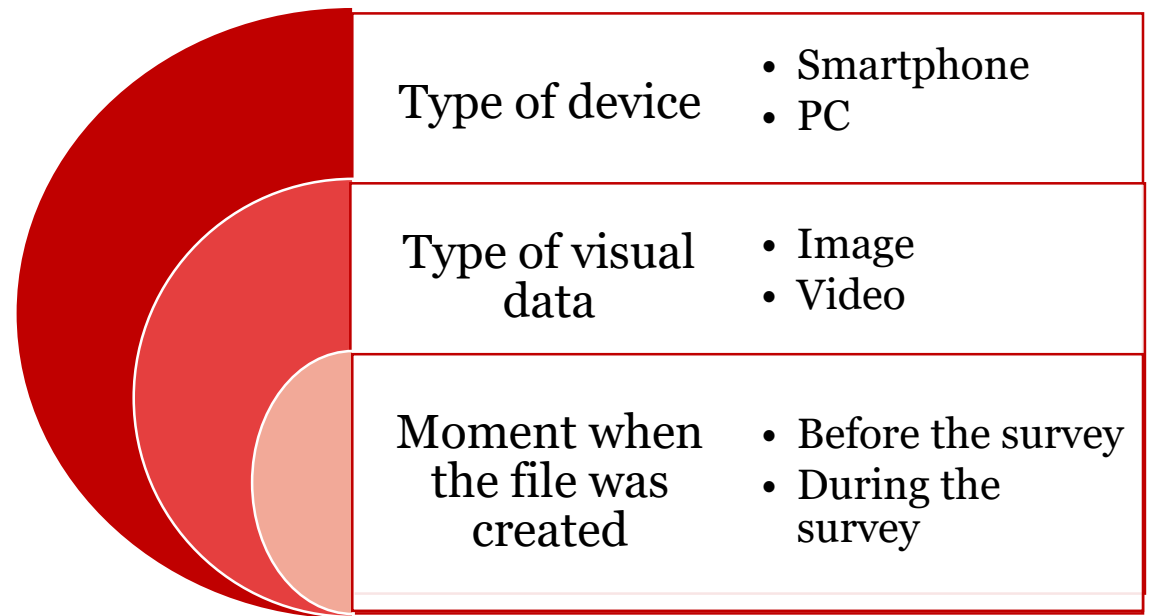 Type of device
• Smartphone
• PC
Type of visual
data
• Image
• Video
Moment when
the file was
created
• Before the survey
• During the
survey